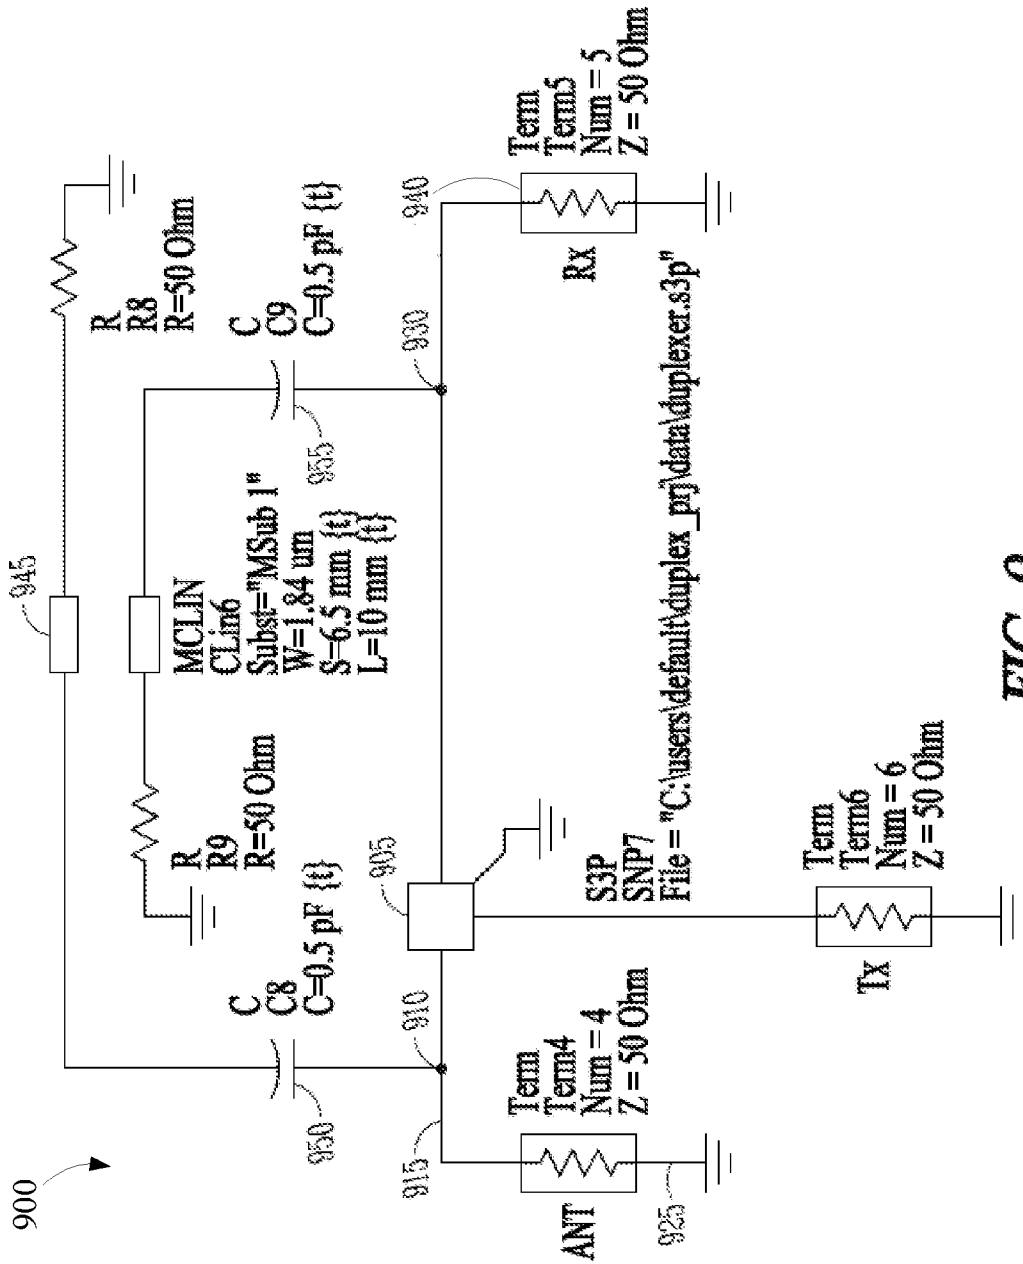 900
945
R
R8
R=50 Ohm
MCLIN
CLin6
Subst="MSub 1"
W=1.84 um
S=6.5 mm {t}
L=10 mm {t}
R
R9
R=50 Ohm
C
C8
C=0.5 pF {t}
950
C
C9
C=0.5 pF {t}
955
915
910
905
930
940
Term
Term4
Num = 4
Z = 50 Ohm
ANT
925
S3P
SNP7
File = "C:\users\default\duplex_prj\data\duplexer.s3p"
Term
Term5
Num = 5
Z = 50 Ohm
Rx
Term
Term6
Num = 6
Z = 50 Ohm
Tx
FIG. 9